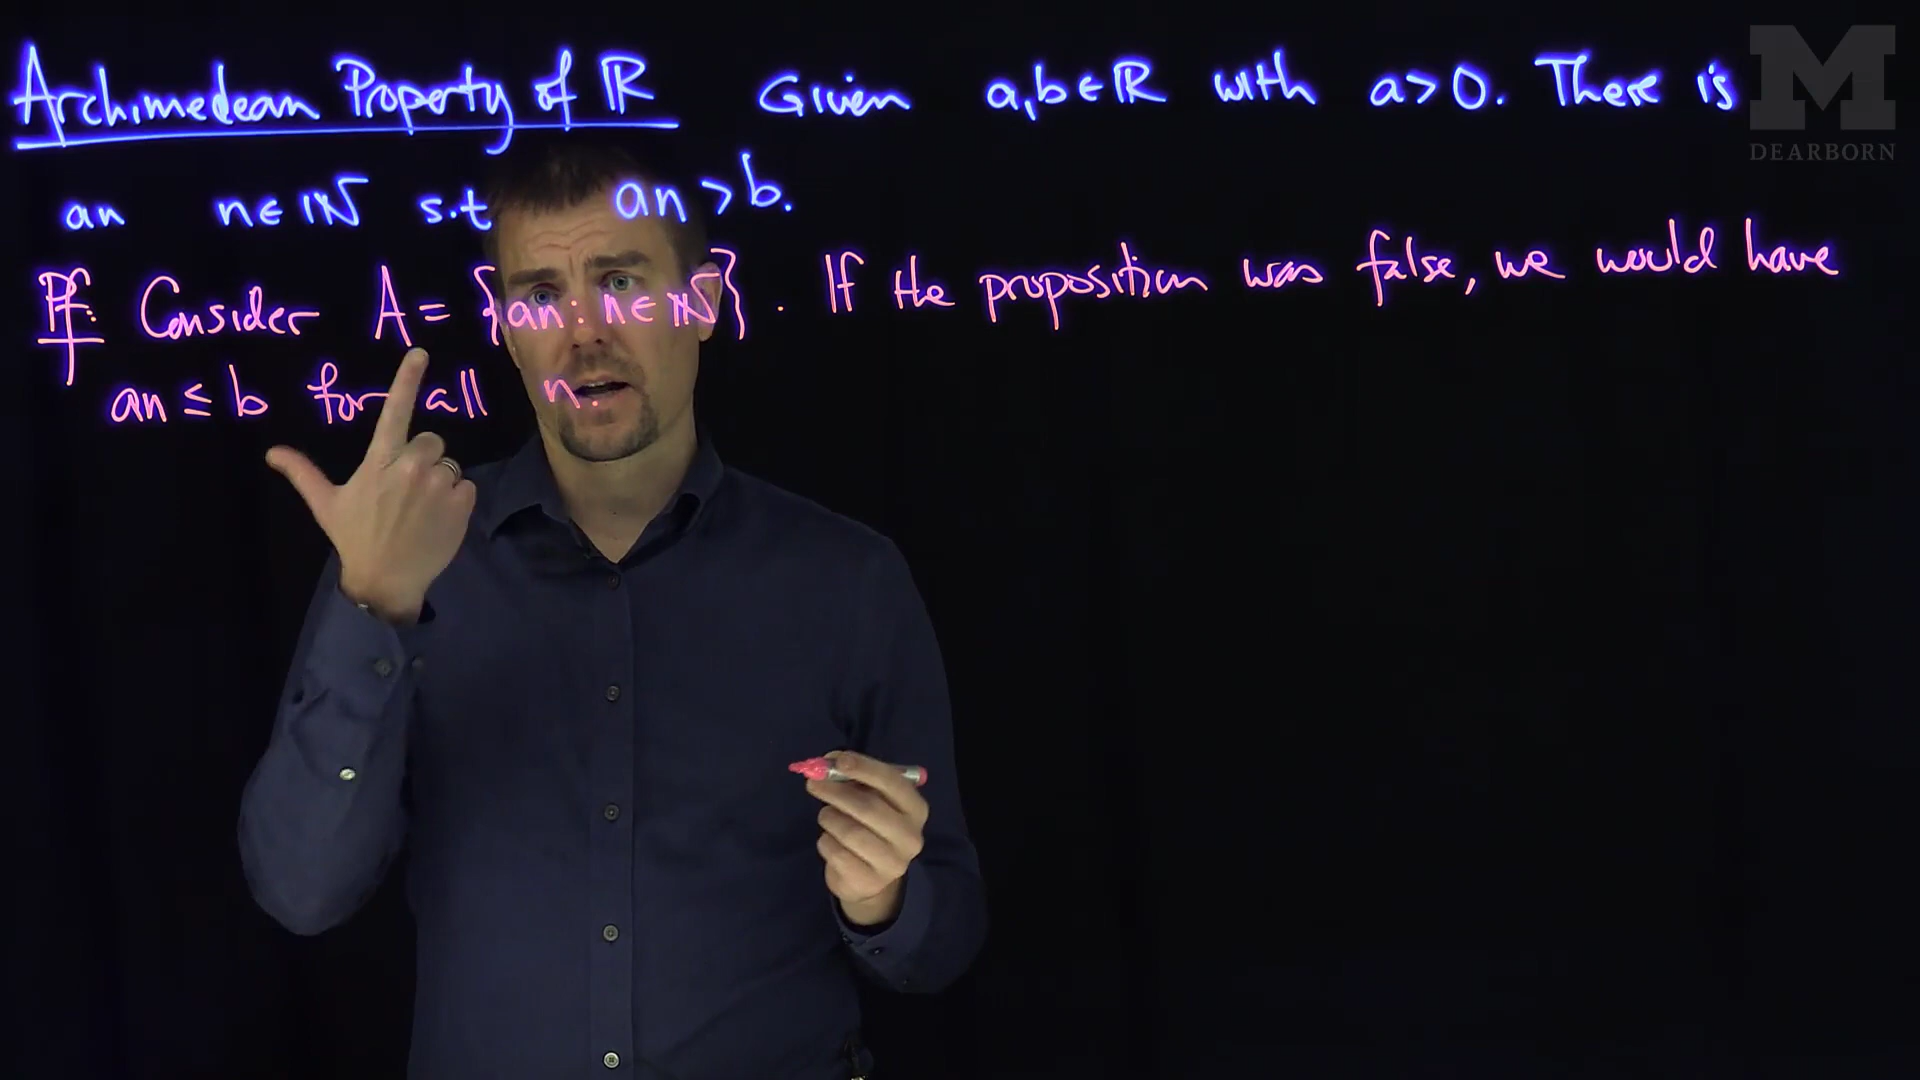 Archimedean Property of ℝ Given a,b∈ℝ with a>0. There is
an n∈ℕ s.t an>b.
Pf: Consider A = {an : n∈ℕ}. If the proposition was false, we would have
an ≤ b for all n.
M
DEARBORN